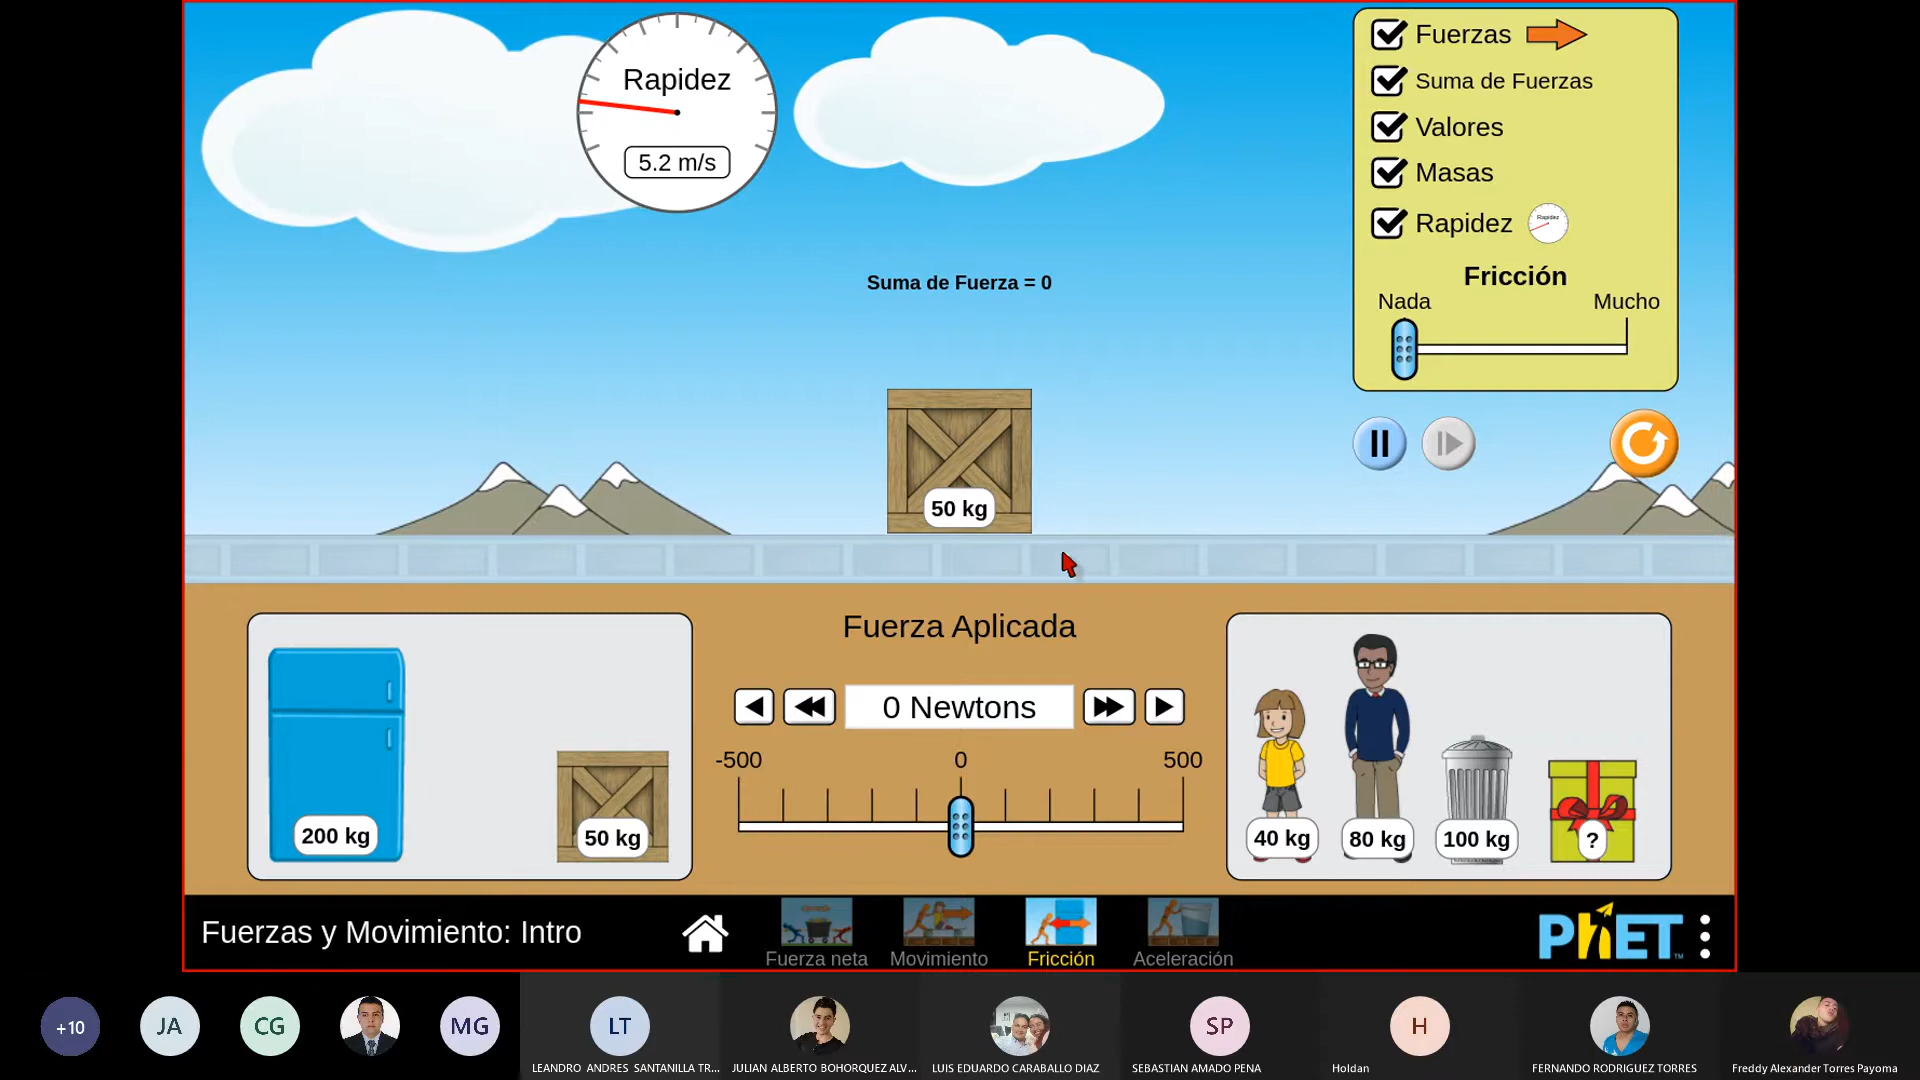 Rapidez
5.2 m/s
Fuerzas
Suma de Fuerzas
Valores
Masas
Rapidez
Rapidez
Fricción
Nada
Mucho
Suma de Fuerza = 0
50 kg
Fuerza Aplicada
0 Newtons
-500
0
500
200 kg
50 kg
40 kg
80 kg
100 kg
?
Fuerzas y Movimiento: Intro
Fuerza neta
Movimiento
Fricción
Aceleración
PhET™
+10
JA
CG
MG
LT
SP
H
LEANDRO ANDRES SANTANILLA TR...
JULIAN ALBERTO BOHORQUEZ ALV...
LUIS EDUARDO CARABALLO DIAZ
SEBASTIAN AMADO PENA
Holdan
FERNANDO RODRIGUEZ TORRES
Freddy Alexander Torres Payoma